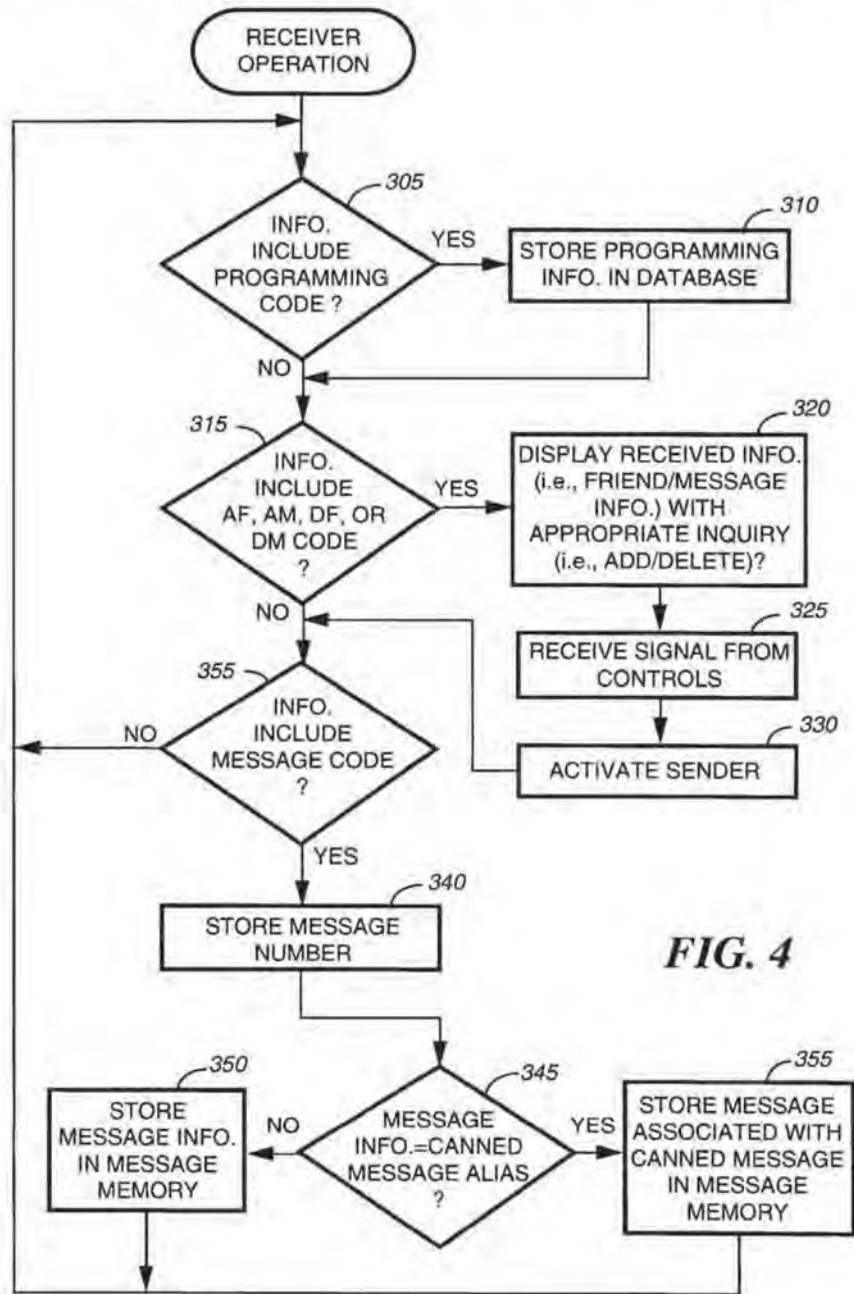 RECEIVER
OPERATION
305
INFO.
INCLUDE
PROGRAMMING
CODE ?
YES
310
STORE PROGRAMMING
INFO. IN DATABASE
NO
315
INFO.
INCLUDE
AF, AM, DF, OR
DM CODE
?
YES
320
DISPLAY RECEIVED INFO.
(i.e., FRIEND/MESSAGE
INFO.) WITH
APPROPRIATE INQUIRY
(i.e., ADD/DELETE)?
NO
325
RECEIVE SIGNAL FROM
CONTROLS
330
ACTIVATE SENDER
355
INFO.
INCLUDE
MESSAGE CODE
?
NO
YES
340
STORE MESSAGE
NUMBER
FIG. 4
345
MESSAGE
INFO.=CANNED
MESSAGE ALIAS
?
NO
YES
350
STORE
MESSAGE INFO.
IN MESSAGE
MEMORY
355
STORE MESSAGE
ASSOCIATED WITH
CANNED MESSAGE
IN MESSAGE
MEMORY